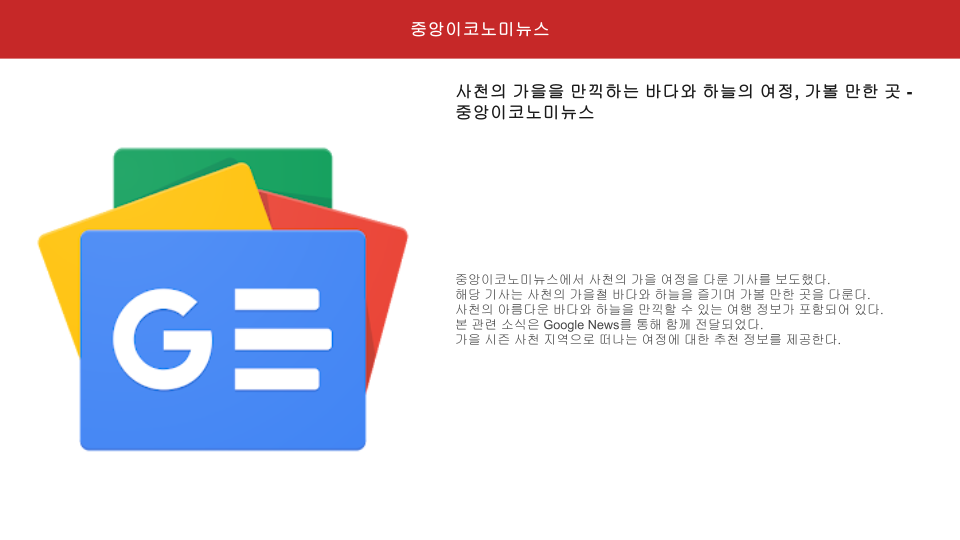 중앙이코노미뉴스
사천의 가을을 만끽하는 바다와 하늘의 여정, 가볼 만한 곳 -
중앙이코노미뉴스
중앙이코노미뉴스에서 사천의 가을 여정을 다룬 기사를 보도했다.
해당 기사는 사천의 가을철 바다와 하늘을 즐기며 가볼 만한 곳을 다룬다.
사천의 아름다운 바다와 하늘을 만끽할 수 있는 여행 정보가 포함되어 있다.
본 관련 소식은 Google News를 통해 함께 전달되었다.
가을 시즌 사천 지역으로 떠나는 여정에 대한 추천 정보를 제공한다.
G